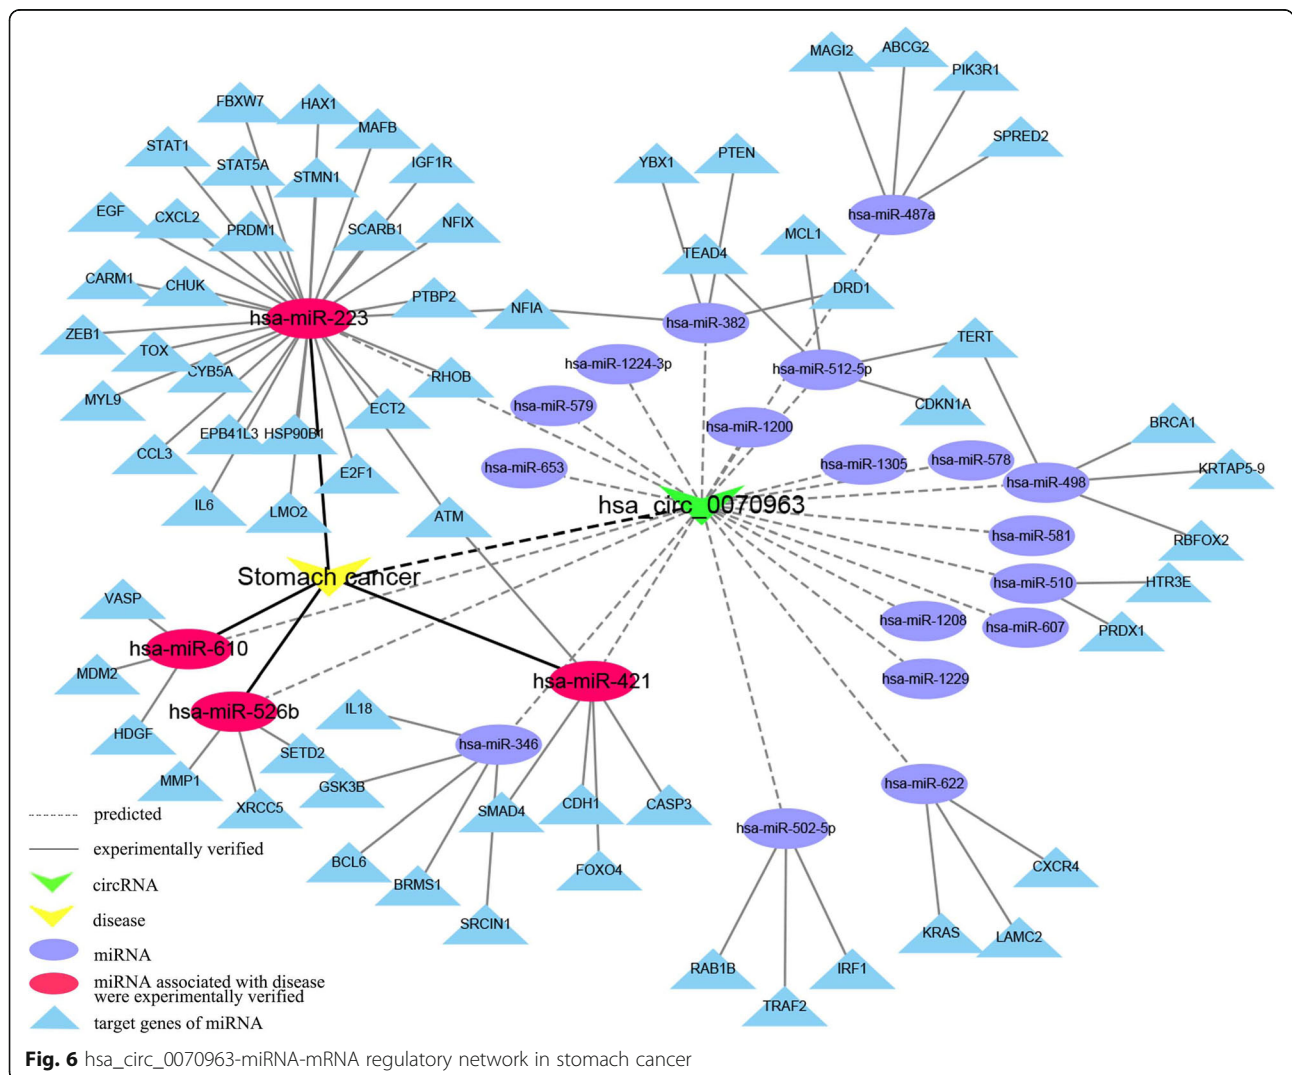 MAGI2
ABCG2
PIK3R1
SPRED2
hsa-miR-487a
FBXW7
HAX1
MAFB
STAT1
STAT5A
STMN1
IGF1R
EGF
CXCL2
PRDM1
SCARB1
NFIX
CARM1
CHUK
PTBP2
NFIA
hsa-miR-223
ZEB1
TOX
CYB5A
RHOB
MYL9
ECT2
EPB41L3
HSP90B1
CCL3
E2F1
IL6
LMO2
ATM
YBX1
PTEN
TEAD4
MCL1
DRD1
hsa-miR-382
hsa-miR-1224-3p
hsa-miR-512-5p
TERT
hsa-miR-579
CDKN1A
hsa-miR-1200
BRCA1
hsa-miR-653
hsa-miR-1305
hsa-miR-578
KRTAP5-9
hsa-miR-498
hsa_circ_0070963
hsa-miR-581
RBFOX2
hsa-miR-510
HTR3E
Stomach cancer
hsa-miR-1208
hsa-miR-607
PRDX1
VASP
hsa-miR-610
MDM2
hsa-miR-421
hsa-miR-1229
hsa-miR-526b
IL18
HDGF
SETD2
hsa-miR-346
MMP1
GSK3B
XRCC5
SMAD4
CDH1
CASP3
hsa-miR-622
hsa-miR-502-5p
BCL6
BRMS1
FOXO4
CXCR4
SRCIN1
KRAS
LAMC2
RAB1B
IRF1
TRAF2
predicted
experimentally verified
circRNA
disease
miRNA
miRNA associated with disease
were experimentally verified
target genes of miRNA
Fig. 6 hsa_circ_0070963-miRNA-mRNA regulatory network in stomach cancer